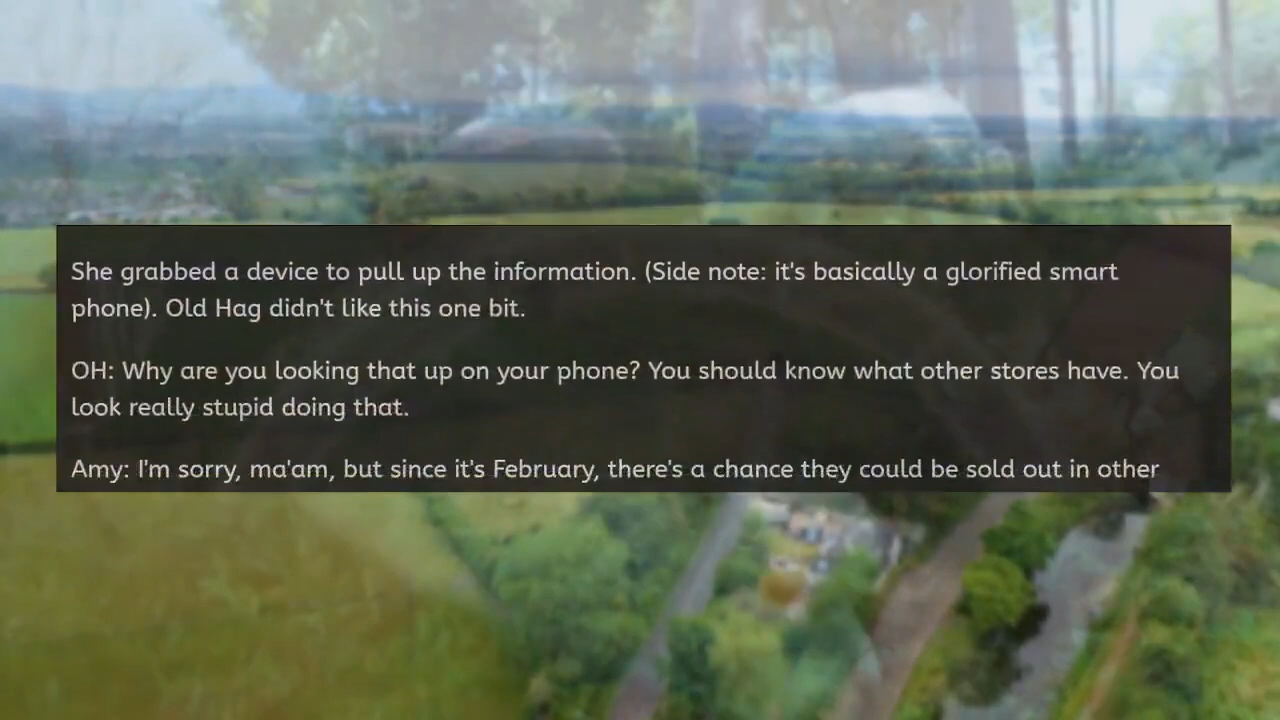 She grabbed a device to pull up the information. (Side note: it's basically a glorified smart
phone). Old Hag didn't like this one bit.
OH: Why are you looking that up on your phone? You should know what other stores have. You
look really stupid doing that.
Amy: I'm sorry, ma'am, but since it's February, there's a chance they could be sold out in other